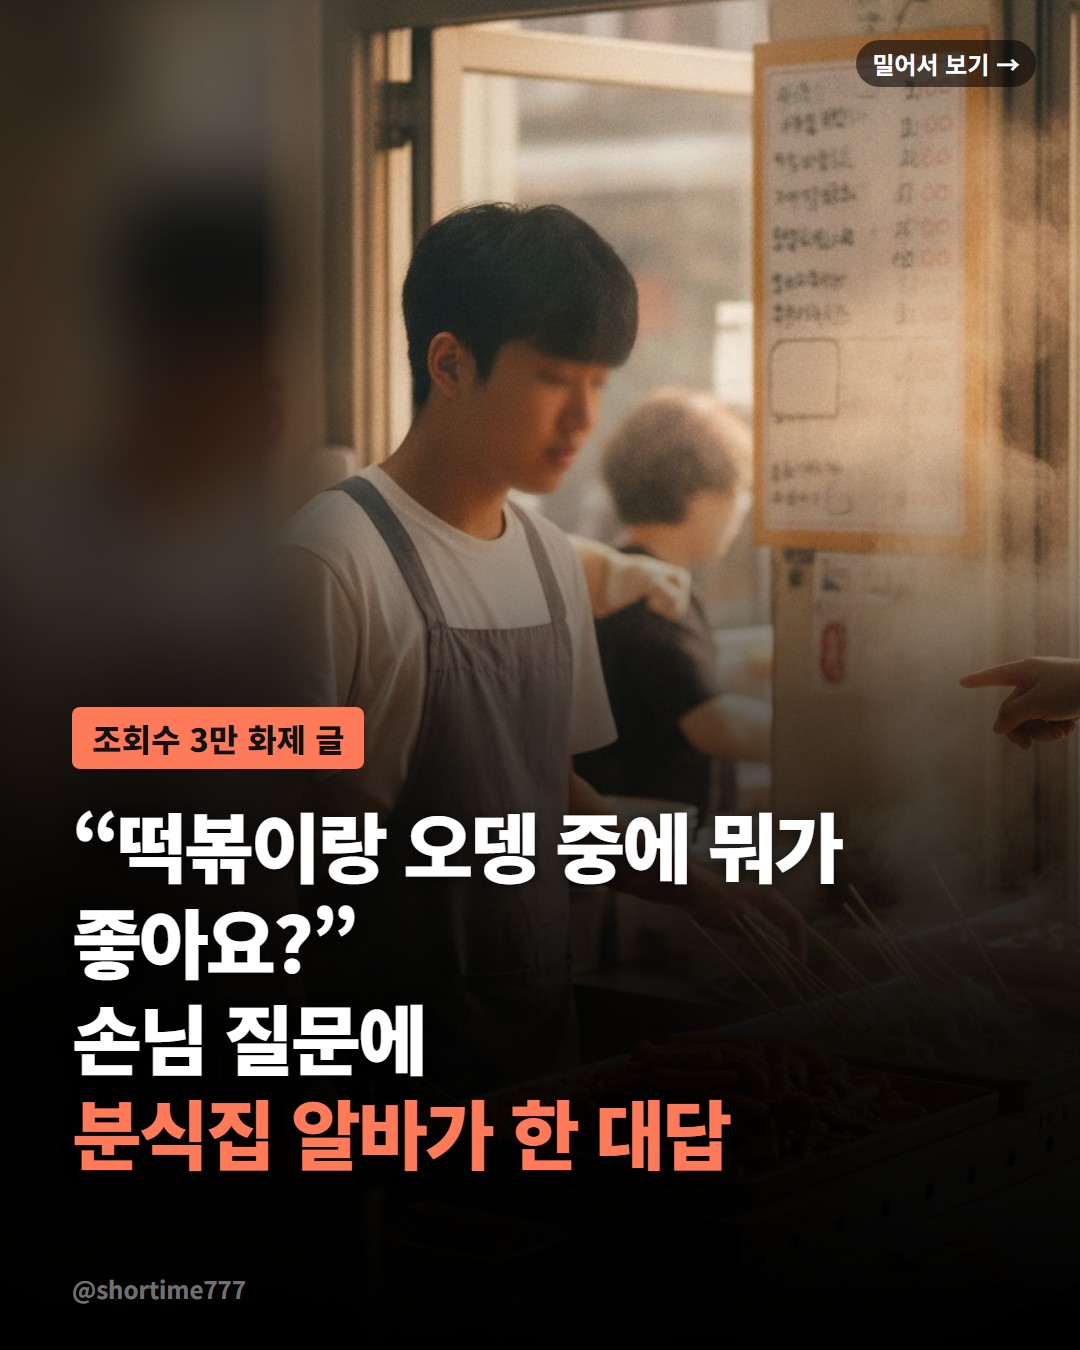 밀어서 보기 →
조회수 3만 화제 글
“떡볶이랑 오뎅 중에 뭐가
좋아요?”
손님 질문에
분식집 알바가 한 대답
@shortime777